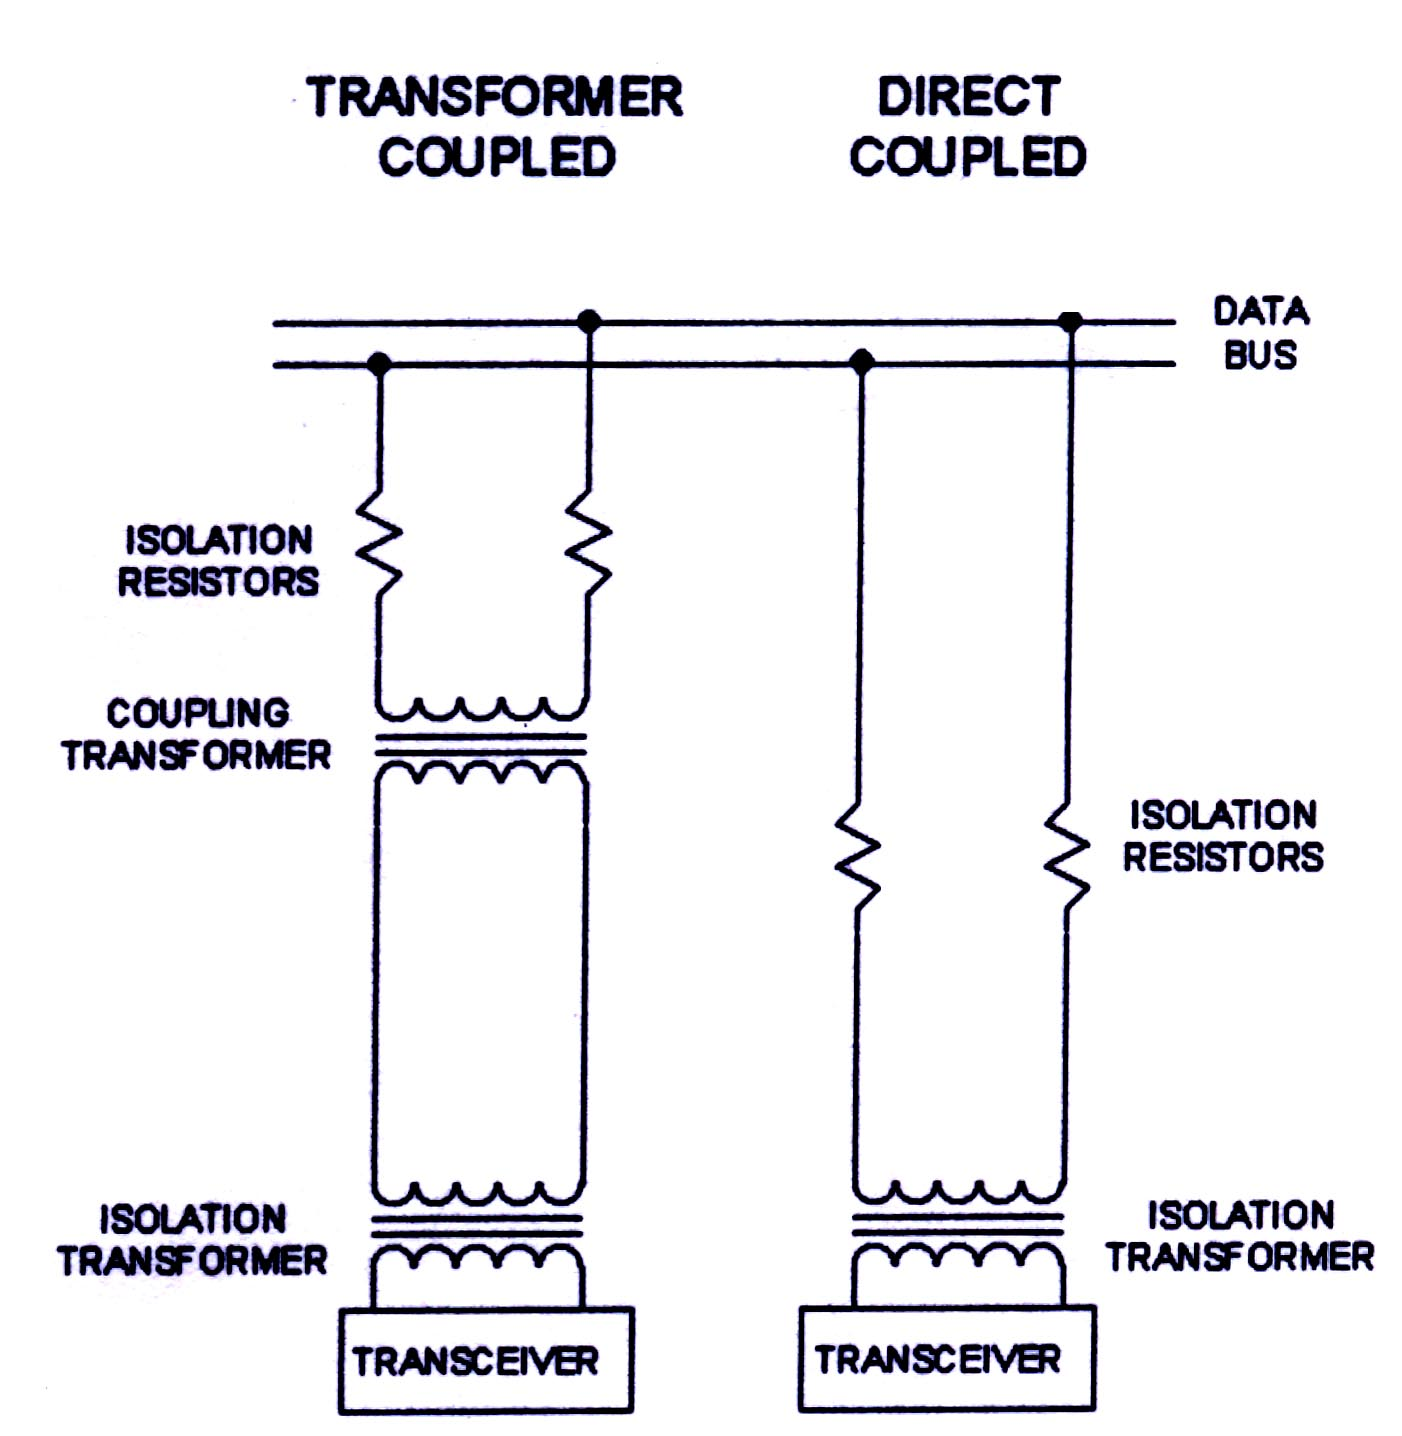 TRANSFORMER
COUPLED
DIRECT
COUPLED
DATA
BUS
ISOLATION
RESISTORS
COUPLING
TRANSFORMER
ISOLATION
RESISTORS
ISOLATION
TRANSFORMER
ISOLATION
TRANSFORMER
TRANSCEIVER
TRANSCEIVER